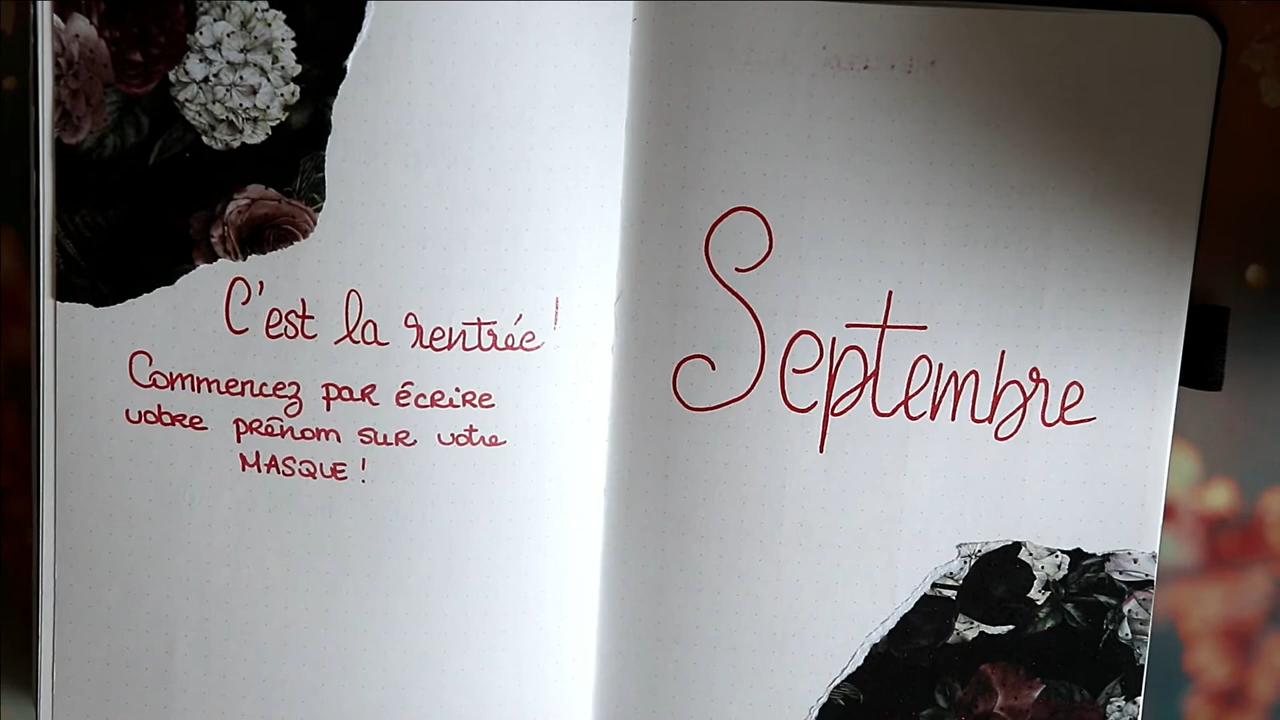 C'est la rentrée !
Commencez par écrire
votre prénom sur votre
MASQUE !
Septembre